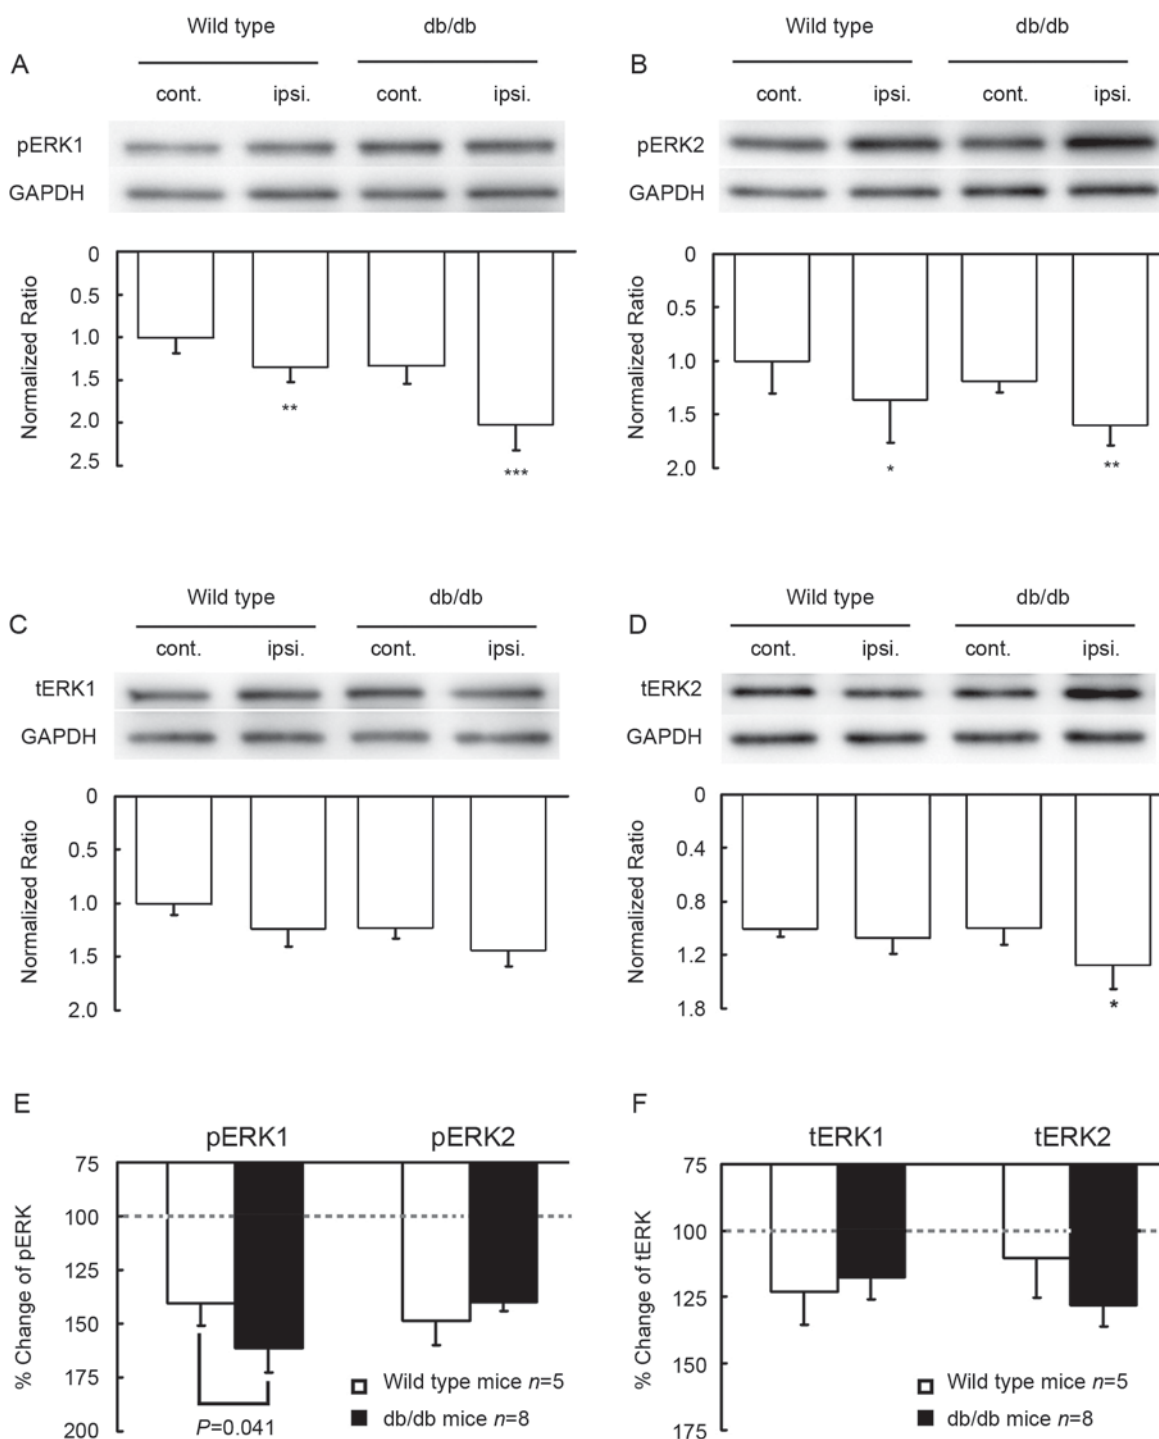 A
Wild type
db/db
cont.
ipsi.
cont.
ipsi.
pERK1
GAPDH
Normalized Ratio
0
0.5
1.0
1.5
2.0
2.5
**
***
B
Wild type
db/db
cont.
ipsi.
cont.
ipsi.
pERK2
GAPDH
Normalized Ratio
0
0.5
1.0
1.5
2.0
*
**
C
Wild type
db/db
cont.
ipsi.
cont.
ipsi.
tERK1
GAPDH
Normalized Ratio
0
0.5
1.0
1.5
2.0
D
Wild type
db/db
cont.
ipsi.
cont.
ipsi.
tERK2
GAPDH
Normalized Ratio
0
0.4
0.8
1.2
1.8
*
E
pERK1
pERK2
% Change of pERK
75
100
125
150
175
200
P=0.041
Wild type mice n=5
db/db mice n=8
F
tERK1
tERK2
% Change of tERK
75
100
125
150
175
Wild type mice n=5
db/db mice n=8